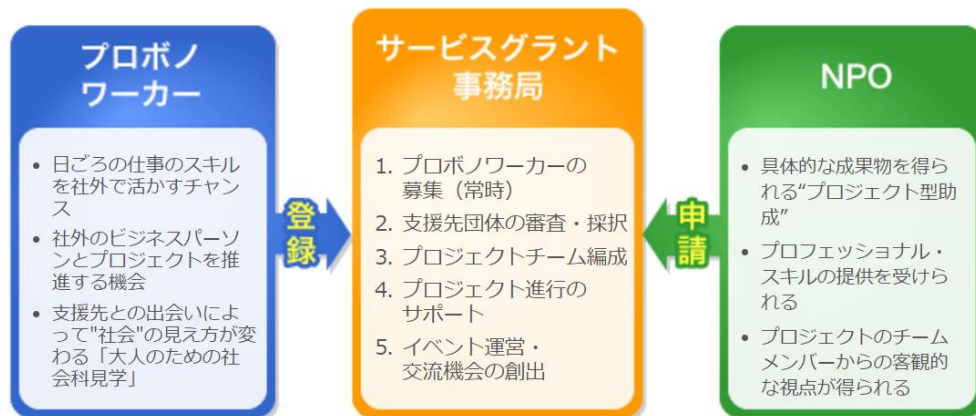 プロボノ
ワーカー
• 日ごろの仕事のスキル
を社外で活かすチャン
ス
• 社外のビジネスパーソ
ンとプロジェクトを推
進する機会
• 支援先との出会いによ
って"社会"の見え方が変
わる「大人のための社
会科見学」
登録
サービスグラント
事務局
1. プロボノワーカーの
募集（常時）
2. 支援先団体の審査・採択
3. プロジェクトチーム編成
4. プロジェクト進行の
サポート
5. イベント運営・
交流機会の創出
申請
NPO
• 具体的な成果物を得ら
れる“プロジェクト型助
成”
• プロフェッショナル・
スキルの提供を受けら
れる
• プロジェクトのチーム
メンバーからの客観的
な視点が得られる